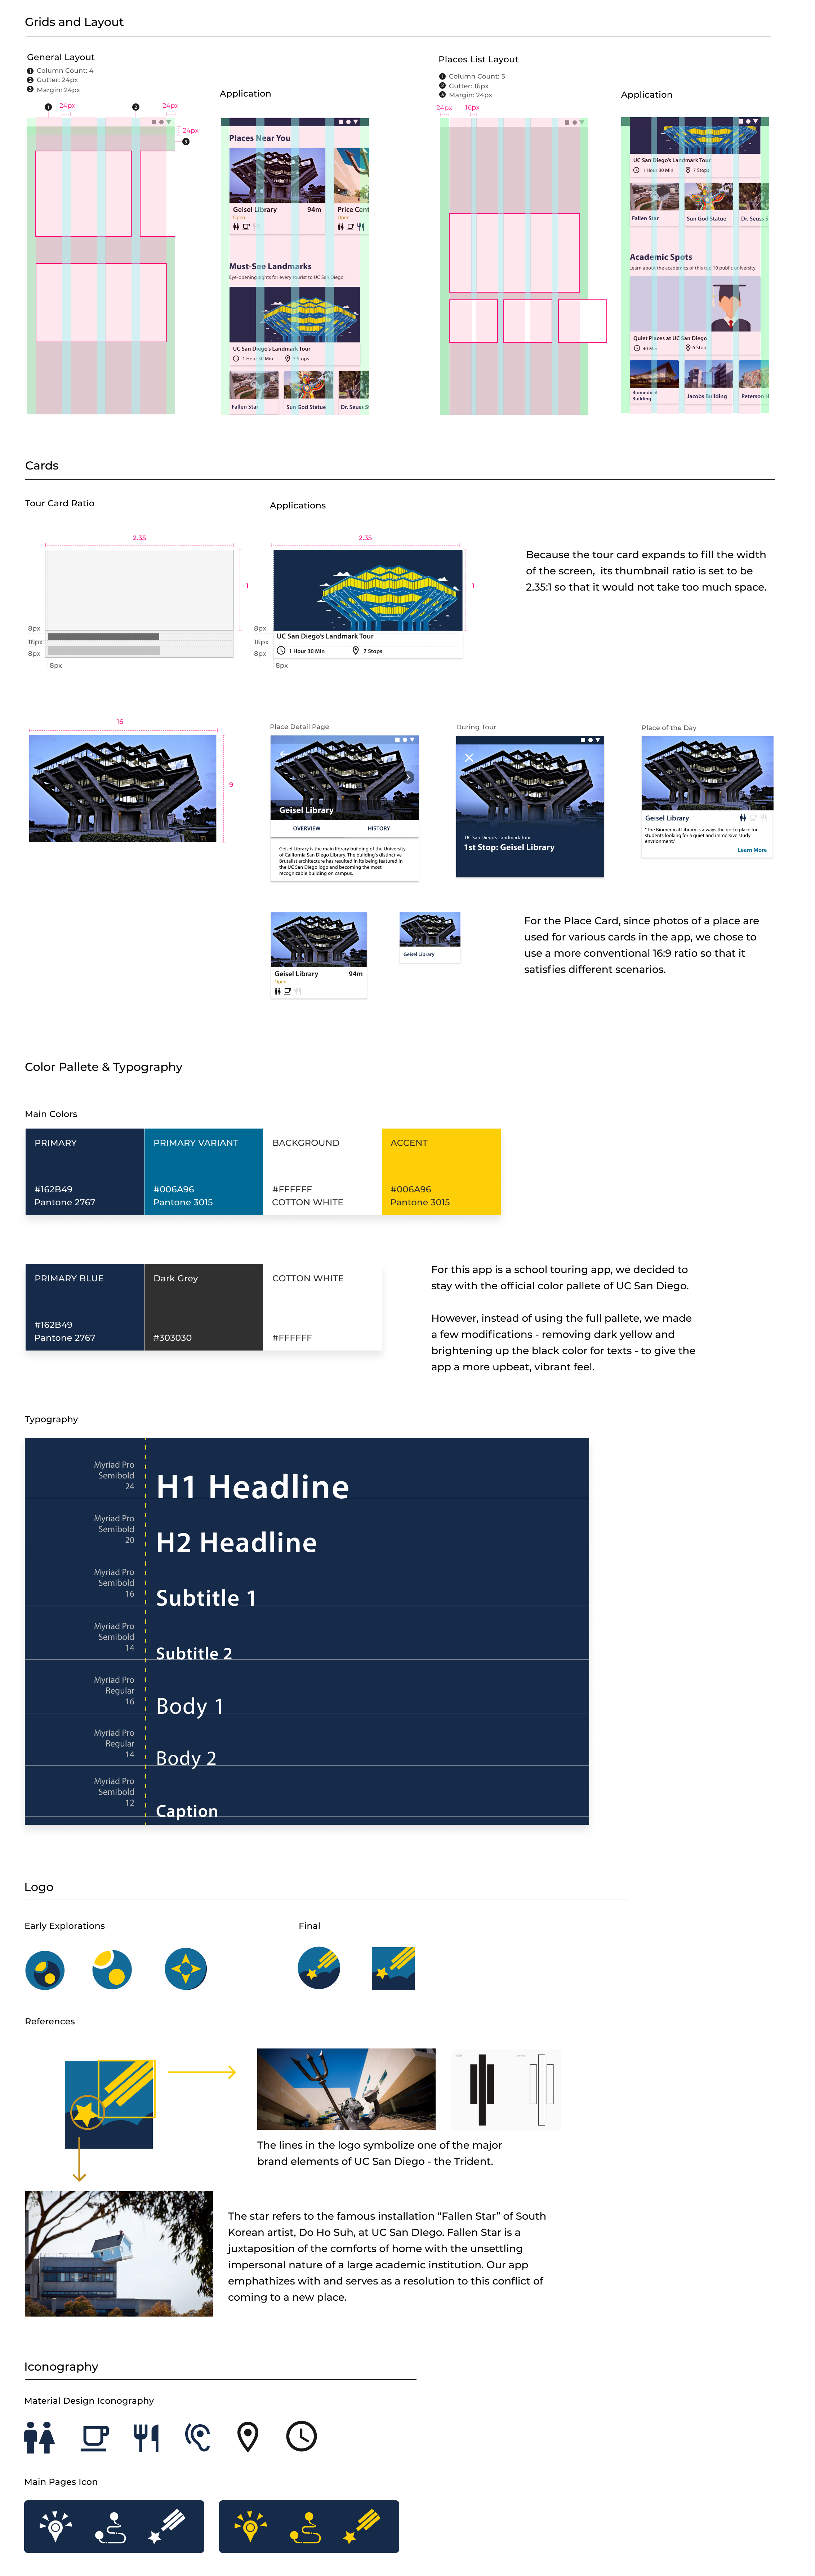 Grids and Layout
General Layout
1 Column Count: 4
2 Gutter: 24px
3 Margin: 24px
1
24px
2
24px
24px
3
Application
Places Near You
Geisel Library 94m
Open
Price Cent
Must-See Landmarks
Eye-opening sights for every tourist to UC San Diego.
UC San Diego's Landmark Tour
1 Hour 30 Min 7 Stops
Fallen Star
Sun God Statue
Dr. Seuss S
Places List Layout
1 Column Count: 5
2 Gutter: 16px
3 Margin: 24px
24px
16px
Application
UC San Diego's Landmark Tour
1 Hour 30 Min 7 Stops
Fallen Star
Sun God Statue
Dr. Seuss S
Academic Spots
Learn about the academics of this top 10 public university.
Quiet Places at UC San Diego
40 Min 6 Stops
Biomedical
Building
Jacobs Building
Peterson H
Cards
Tour Card Ratio
2.35
1
8px
16px
8px
8px
Applications
2.35
1
8px
16px
8px
8px
UC San Diego's Landmark Tour
1 Hour 30 Min 7 Stops
Because the tour card expands to fill the width
of the screen, its thumbnail ratio is set to be
2.35:1 so that it would not take too much space.
16
9
Place Detail Page
Geisel Library
OVERVIEW HISTORY
Geisel Library is the main library building of the University
of California San Diego Library. The building's distinctive
Brutalist architecture has resulted in its being featured in
the UC San Diego logo and becoming the most
recognizable building on campus.
During Tour
UC San Diego's Landmark Tour
1st Stop: Geisel Library
Place of the Day
Geisel Library
"The Biomedical Library is always the go-to place for
students looking for a quiet and immersive study
envrionment."
Learn More
Geisel Library 94m
Open
Geisel Library
For the Place Card, since photos of a place are
used for various cards in the app, we chose to
use a more conventional 16:9 ratio so that it
satisfies different scenarios.
Color Pallete & Typography
Main Colors
PRIMARY
#162B49
Pantone 2767
PRIMARY VARIANT
#006A96
Pantone 3015
BACKGROUND
#FFFFFF
COTTON WHITE
ACCENT
#006A96
Pantone 3015
PRIMARY BLUE
#162B49
Pantone 2767
Dark Grey
#303030
COTTON WHITE
#FFFFFF
For this app is a school touring app, we decided to
stay with the official color pallete of UC San Diego.
However, instead of using the full pallete, we made
a few modifications - removing dark yellow and
brightening up the black color for texts - to give the
app a more upbeat, vibrant feel.
Typography
Myriad Pro
Semibold
24
H1 Headline
Myriad Pro
Semibold
20
H2 Headline
Myriad Pro
Semibold
16
Subtitle 1
Myriad Pro
Semibold
14
Subtitle 2
Myriad Pro
Regular
16
Body 1
Myriad Pro
Regular
14
Body 2
Myriad Pro
Semibold
12
Caption
Logo
Early Explorations
Final
References
The lines in the logo symbolize one of the major
brand elements of UC San Diego - the Trident.
The star refers to the famous installation “Fallen Star” of South
Korean artist, Do Ho Suh, at UC San DIego. Fallen Star is a
juxtaposition of the comforts of home with the unsettling
impersonal nature of a large academic institution. Our app
emphathizes with and serves as a resolution to this conflict of
coming to a new place.
Iconography
Material Design Iconography
Main Pages Icon